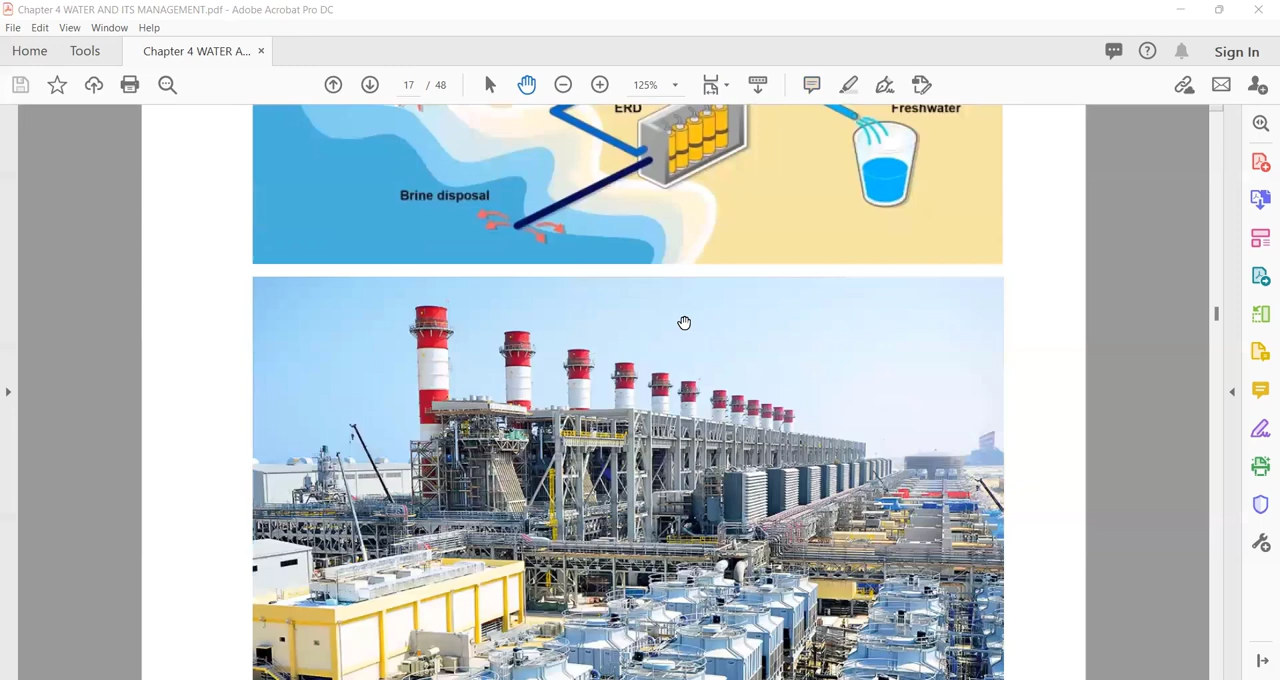 Chapter 4 WATER AND ITS MANAGEMENT.pdf - Adobe Acrobat Pro DC
File Edit View Window Help
Home Tools Chapter 4 WATER A... ×
Sign In
17 / 48
125%
ERD
Freshwater
Brine disposal